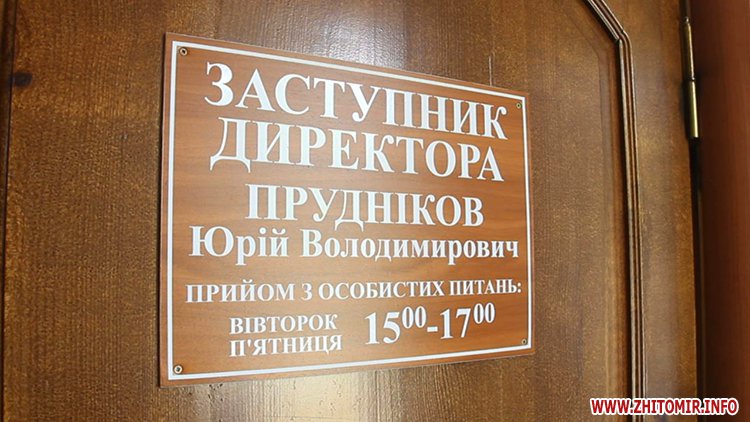 ЗАСТУПНИК
ДИРЕКТОРА
ПРУДНІКОВ
Юрій Володимирович
ПРИЙОМ З ОСОБИСТИХ ПИТАНЬ:
ВІВТОРОК 15⁰⁰-17⁰⁰
П'ЯТНИЦЯ
WWW.ZHITOMIR.INFO